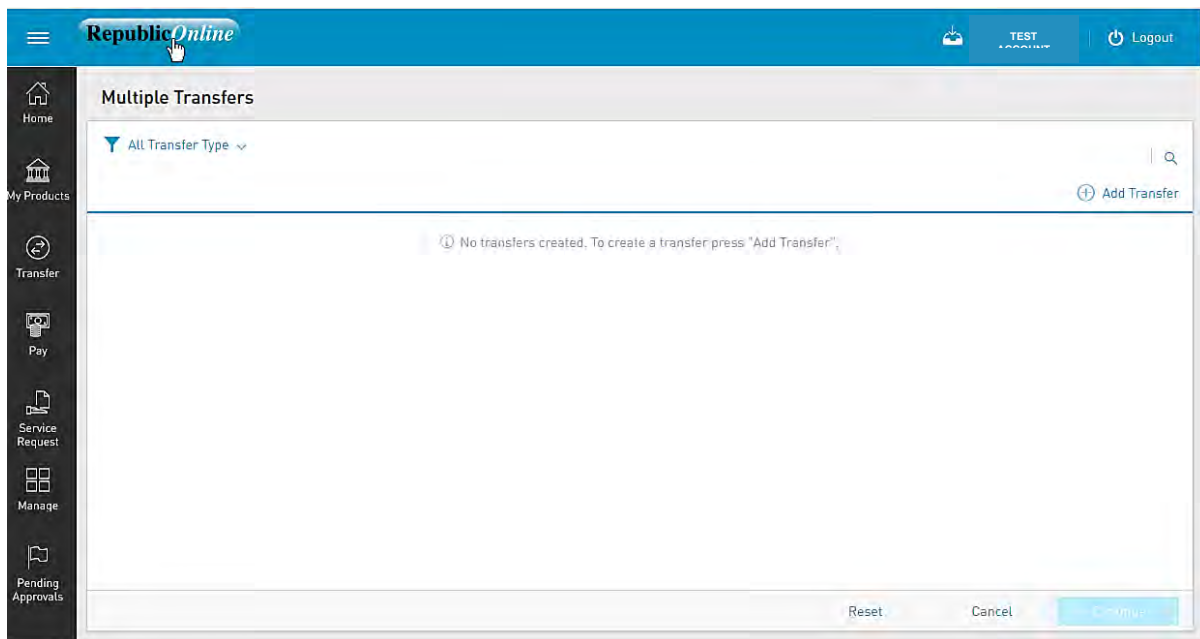 RepublicOnline
TEST
Logout
Home
My Products
Transfer
Pay
Service
Request
Manage
Pending
Approvals
Multiple Transfers
All Transfer Type
Add Transfer
No transfers created. To create a transfer press "Add Transfer".
Reset
Cancel
Continue